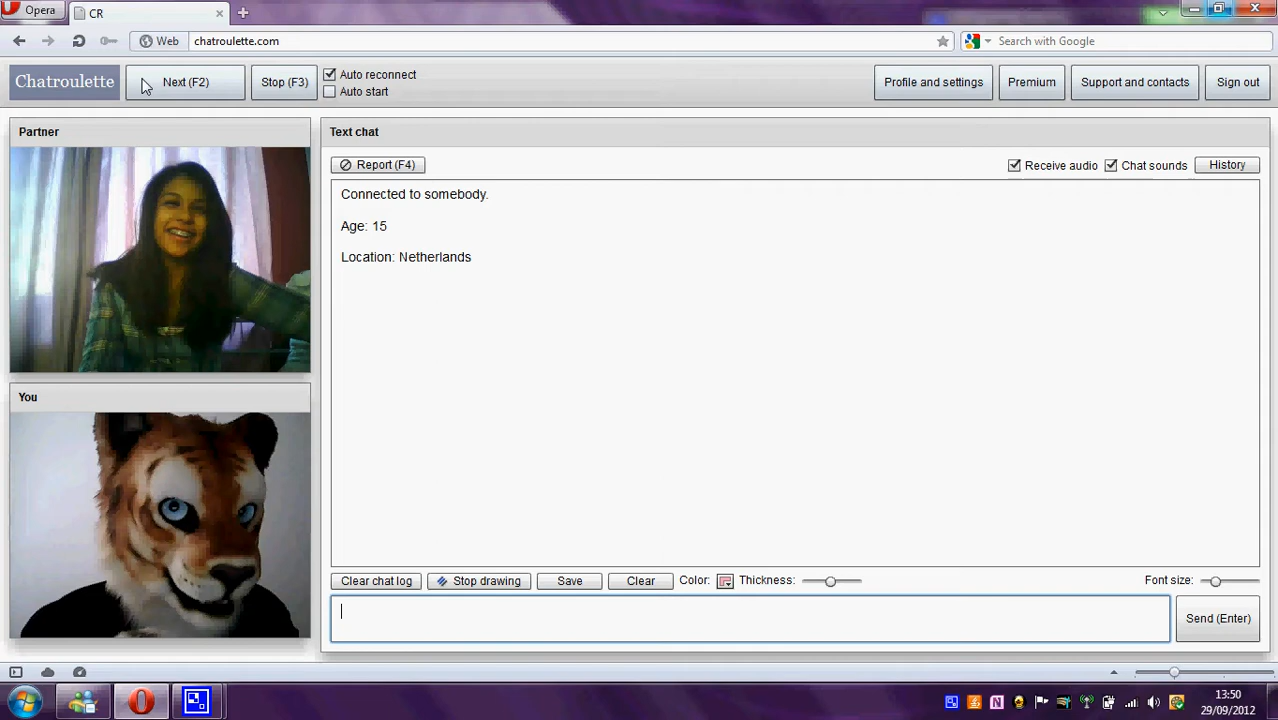 Opera
CR
Web
chatroulette.com
Search with Google
Chatroulette
Next (F2)
Stop (F3)
Auto reconnect
Auto start
Profile and settings
Premium
Support and contacts
Sign out
Partner
Text chat
Report (F4)
Receive audio
Chat sounds
History
Connected to somebody.
Age: 15
Location: Netherlands
You
Clear chat log
Stop drawing
Save
Clear
Color:
Thickness:
Font size:
Send (Enter)
13:50
29/09/2012